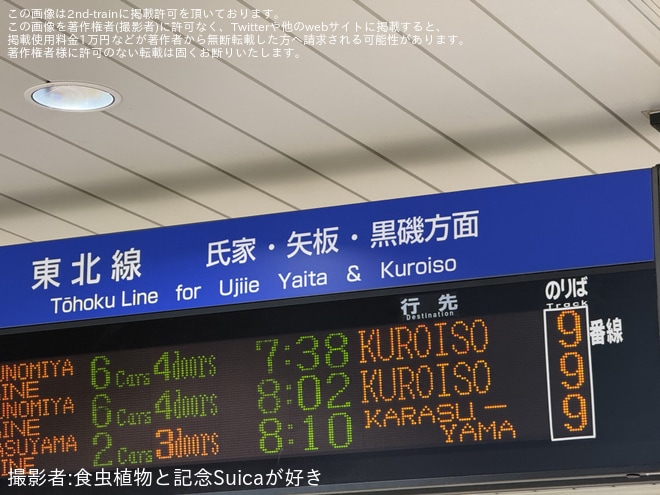 この画像は2nd-trainに掲載許可を頂いております。
この画像を著作権者(撮影者)に許可なく、Twitterや他のwebサイトに掲載すると、
掲載使用料金1万円などが著作者から無断転載した方へ請求される可能性があります。
著作権者様に許可のない転載は固くお断りいたします。
東北線 氏家・矢板・黒磯方面
Tōhoku Line for Ujiie Yaita & Kuroiso
行先 のりば
Destination Track
UNOMIYA 6 Cars 4doors 7:38 KUROISO 9 番線
INE
UNOMIYA 6 Cars 4doors 8:02 KUROISO 9
INE
ASUYAMA 2 Cars 3doors 8:10 KARASU- 9
INE YAMA
撮影者:食虫植物と記念Suicaが好き